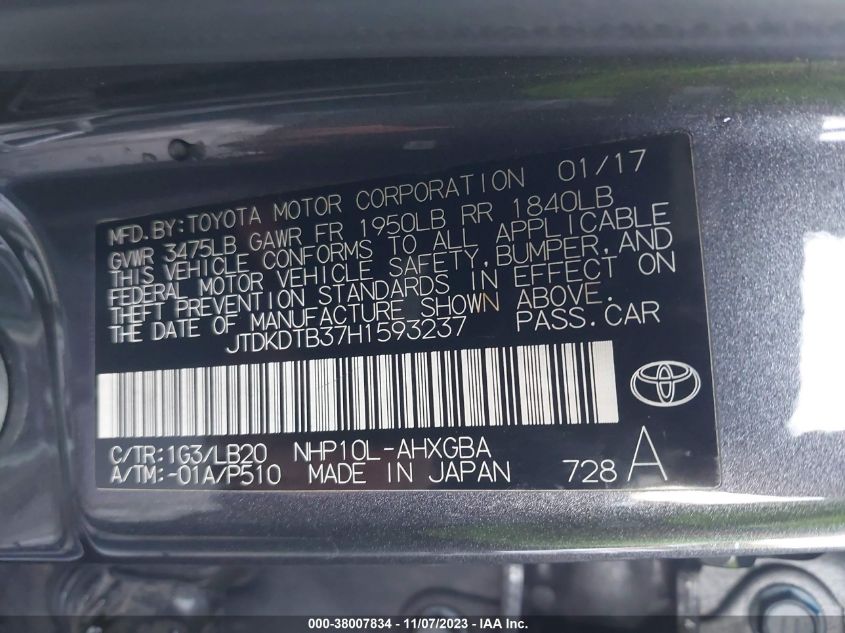 MFD.BY:TOYOTA MOTOR CORPORATION 01/17
GVWR 3475LB GAWR FR 1950LB RR 1840LB
THIS VEHICLE CONFORMS TO ALL APPLICABLE
FEDERAL MOTOR VEHICLE SAFETY,BUMPER,AND
THEFT PREVENTION STANDARDS IN EFFECT ON
THE DATE OF MANUFACTURE SHOWN ABOVE.
JTDKDTB37H1593237 PASS.CAR
C/TR:1G3/LB20 NHP10L-AHXGBA
A/TM:-01A/P510 MADE IN JAPAN 728 A
000-38007834 - 11/07/2023 - IAAI Inc.